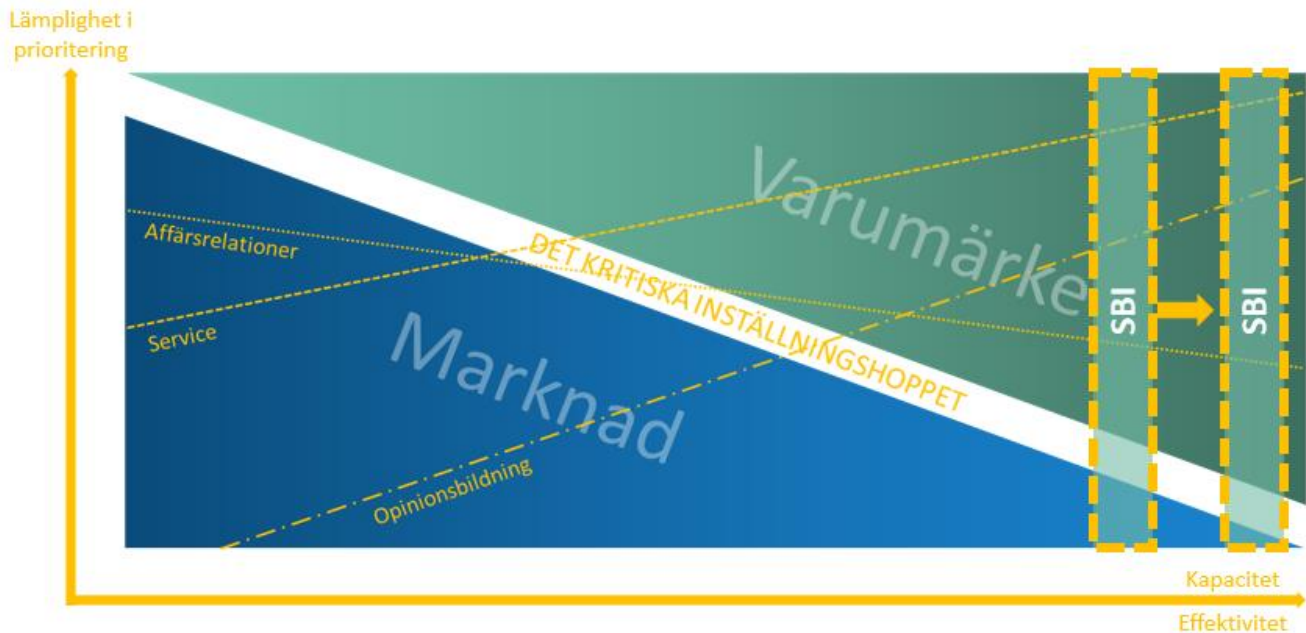 Lämplighet i
prioritering
Varumärke
Affärsrelationer
DET KRITISKA INSTÄLLNINGSHOPPET
SBI
SBI
Service
Marknad
Opinionsbildning
Kapacitet
Effektivitet